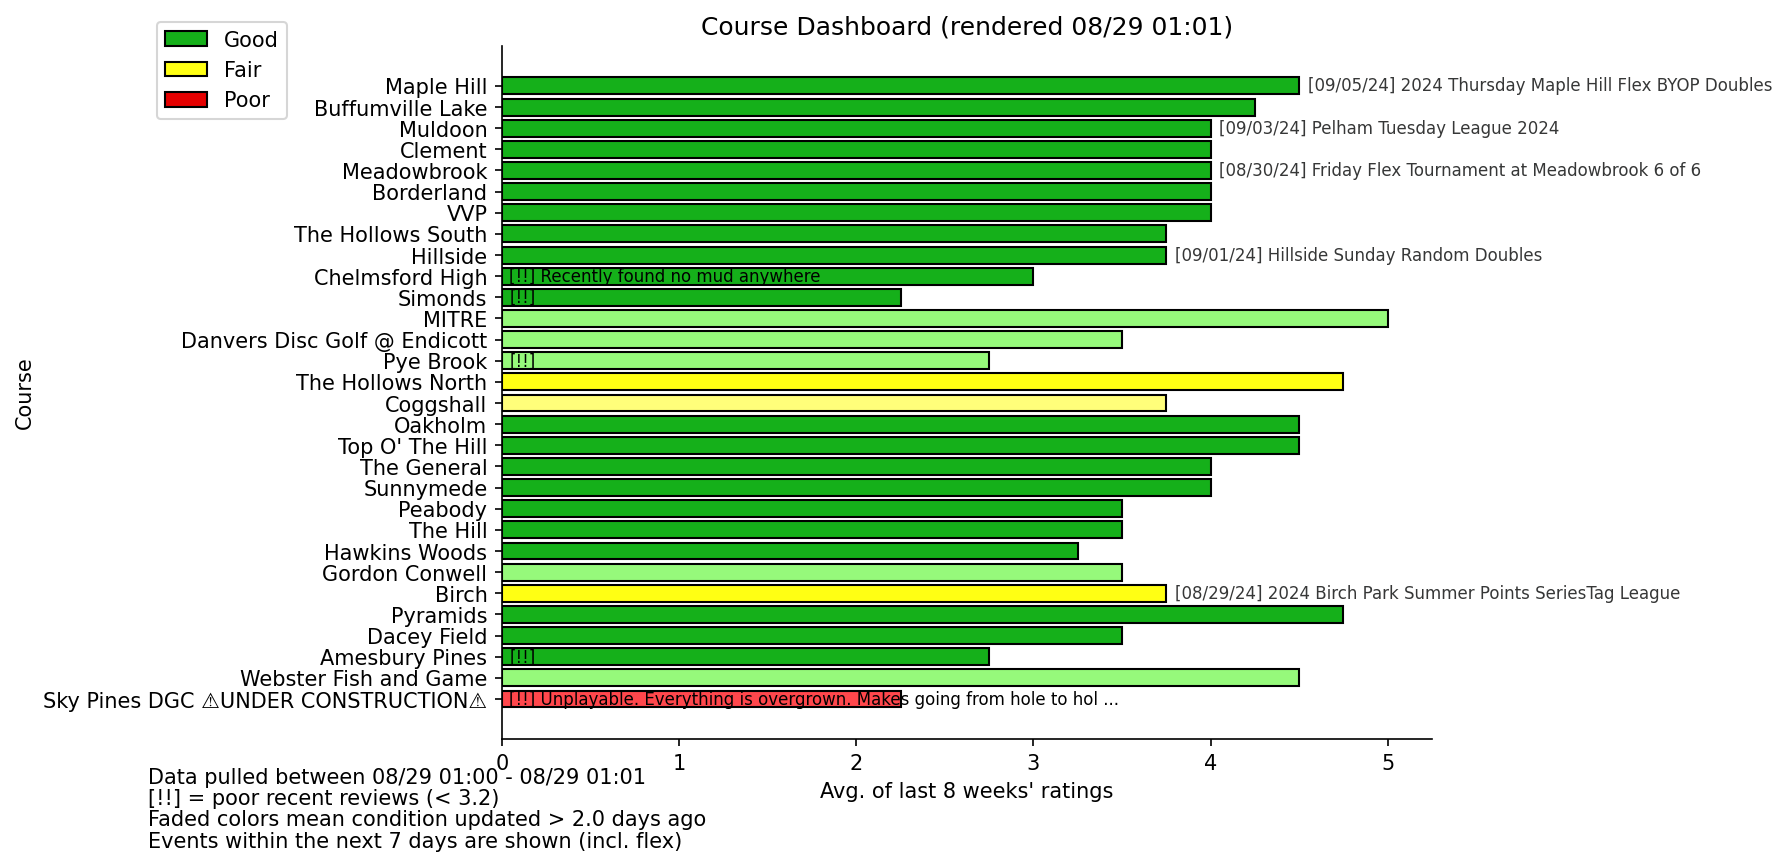 Course Dashboard (rendered 08/29 01:01)
Good
Fair
Poor
Course
Maple Hill [09/05/24] 2024 Thursday Maple Hill Flex BYOP Doubles
Buffumville Lake
Muldoon [09/03/24] Pelham Tuesday League 2024
Clement
Meadowbrook [08/30/24] Friday Flex Tournament at Meadowbrook 6 of 6
Borderland
VVP
The Hollows South
Hillside [09/01/24] Hillside Sunday Random Doubles
Chelmsford High [!!] Recently found no mud anywhere
Simonds [!!]
MITRE
Danvers Disc Golf @ Endicott
Pye Brook [!!]
The Hollows North
Coggshall
Oakholm
Top O' The Hill
The General
Sunnymede
Peabody
The Hill
Hawkins Woods
Gordon Conwell
Birch [08/29/24] 2024 Birch Park Summer Points SeriesTag League
Pyramids
Dacey Field
Amesbury Pines [!!]
Webster Fish and Game
Sky Pines DGC ⚠UNDER CONSTRUCTION⚠ [!!] Unplayable. Everything is overgrown. Makes going from hole to hol ...
0 1 2 3 4 5
Avg. of last 8 weeks' ratings
Data pulled between 08/29 01:00 - 08/29 01:01
[!!] = poor recent reviews (< 3.2)
Faded colors mean condition updated > 2.0 days ago
Events within the next 7 days are shown (incl. flex)